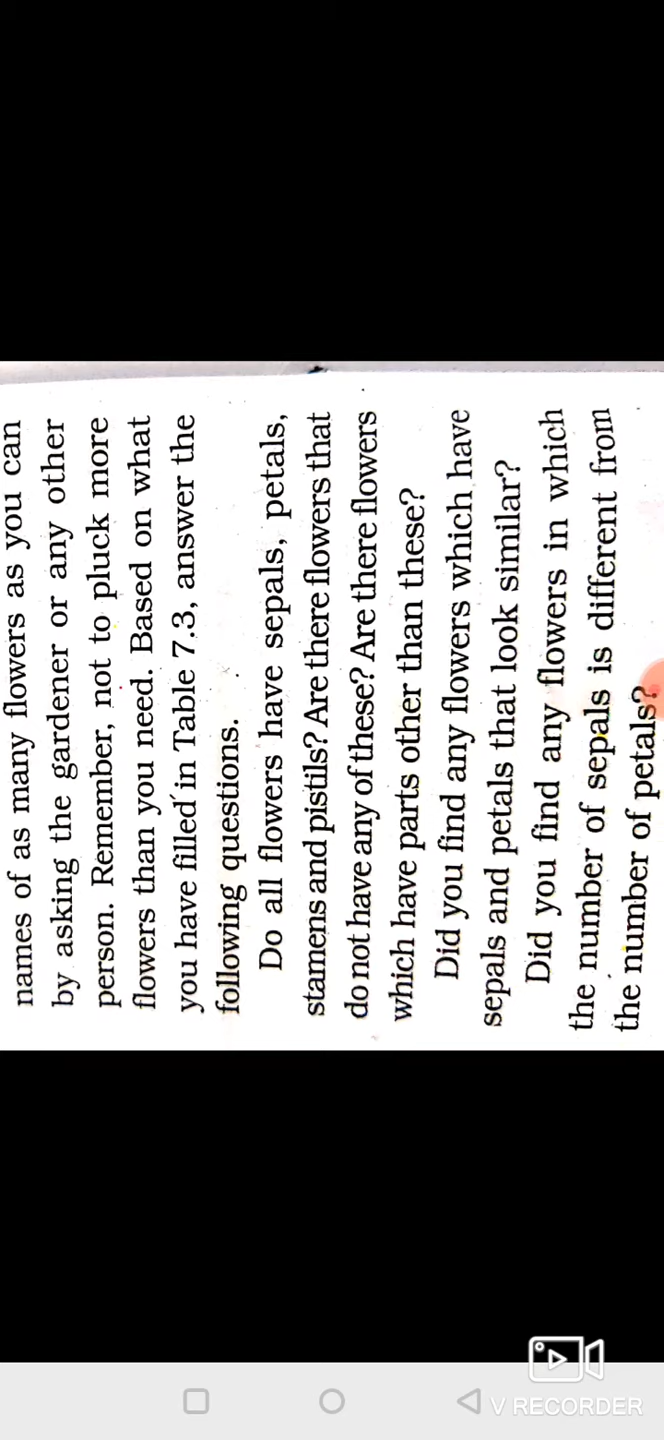 names of as many flowers as you can
by asking the gardener or any other
person. Remember, not to pluck more
flowers than you need. Based on what
you have filled in Table 7.3, answer the
following questions.
Do all flowers have sepals, petals,
stamens and pistils? Are there flowers that
do not have any of these? Are there flowers
which have parts other than these?
Did you find any flowers which have
sepals and petals that look similar?
Did you find any flowers in which
the number of sepals is different from
the number of petals?
V RECORDER